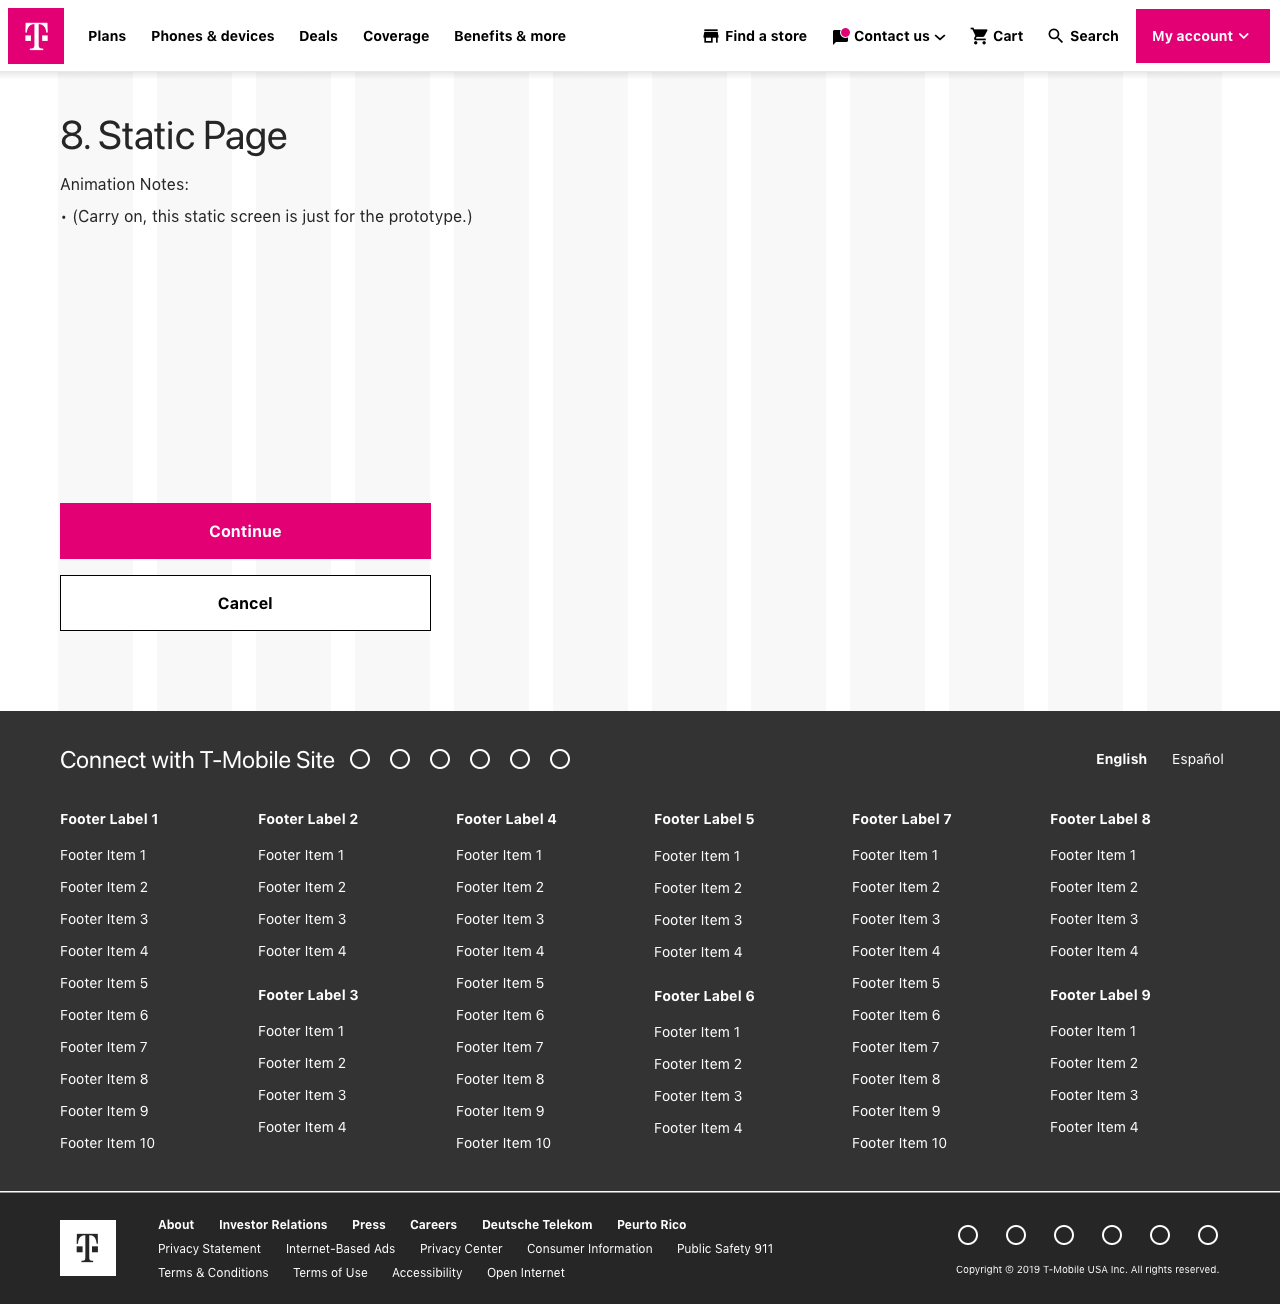 T Plans Phones & devices Deals Coverage Benefits & more Find a store Contact us Cart Search My account
8. Static Page
Animation Notes:
• (Carry on, this static screen is just for the prototype.)
Continue
Cancel
Connect with T-Mobile Site English Español
Footer Label 1
Footer Item 1
Footer Item 2
Footer Item 3
Footer Item 4
Footer Item 5
Footer Item 6
Footer Item 7
Footer Item 8
Footer Item 9
Footer Item 10
Footer Label 2
Footer Item 1
Footer Item 2
Footer Item 3
Footer Item 4
Footer Label 3
Footer Item 1
Footer Item 2
Footer Item 3
Footer Item 4
Footer Label 4
Footer Item 1
Footer Item 2
Footer Item 3
Footer Item 4
Footer Item 5
Footer Item 6
Footer Item 7
Footer Item 8
Footer Item 9
Footer Item 10
Footer Label 5
Footer Item 1
Footer Item 2
Footer Item 3
Footer Item 4
Footer Label 6
Footer Item 1
Footer Item 2
Footer Item 3
Footer Item 4
Footer Label 7
Footer Item 1
Footer Item 2
Footer Item 3
Footer Item 4
Footer Item 5
Footer Item 6
Footer Item 7
Footer Item 8
Footer Item 9
Footer Item 10
Footer Label 8
Footer Item 1
Footer Item 2
Footer Item 3
Footer Item 4
Footer Label 9
Footer Item 1
Footer Item 2
Footer Item 3
Footer Item 4
T
About Investor Relations Press Careers Deutsche Telekom Peurto Rico
Privacy Statement Internet-Based Ads Privacy Center Consumer Information Public Safety 911
Terms & Conditions Terms of Use Accessibility Open Internet
Copyright © 2019 T-Mobile USA Inc. All rights reserved.